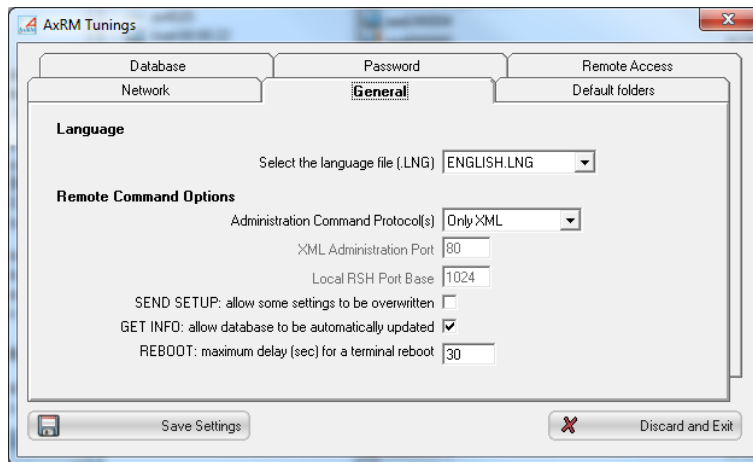 AxRM Tunings
Database Password Remote Access
Network General Default folders
Language
Select the language file (.LNG) ENGLISH.LNG
Remote Command Options
Administration Command Protocol(s) Only XML
XML Administration Port 80
Local RSH Port Base 1024
SEND SETUP: allow some settings to be overwritten
GET INFO: allow database to be automatically updated
REBOOT: maximum delay (sec) for a terminal reboot 30
Save Settings Discard and Exit